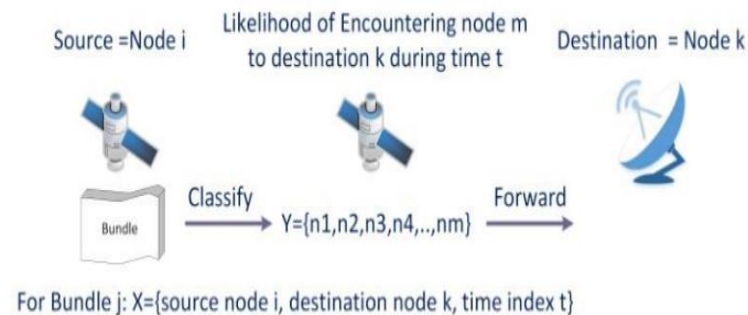 Source =Node i
Likelihood of Encountering node m
to destination k during time t
Destination = Node k
Bundle
Classify
Y={n1,n2,n3,n4,..,nm}
Forward
For Bundle j: X={source node i, destination node k, time index t}